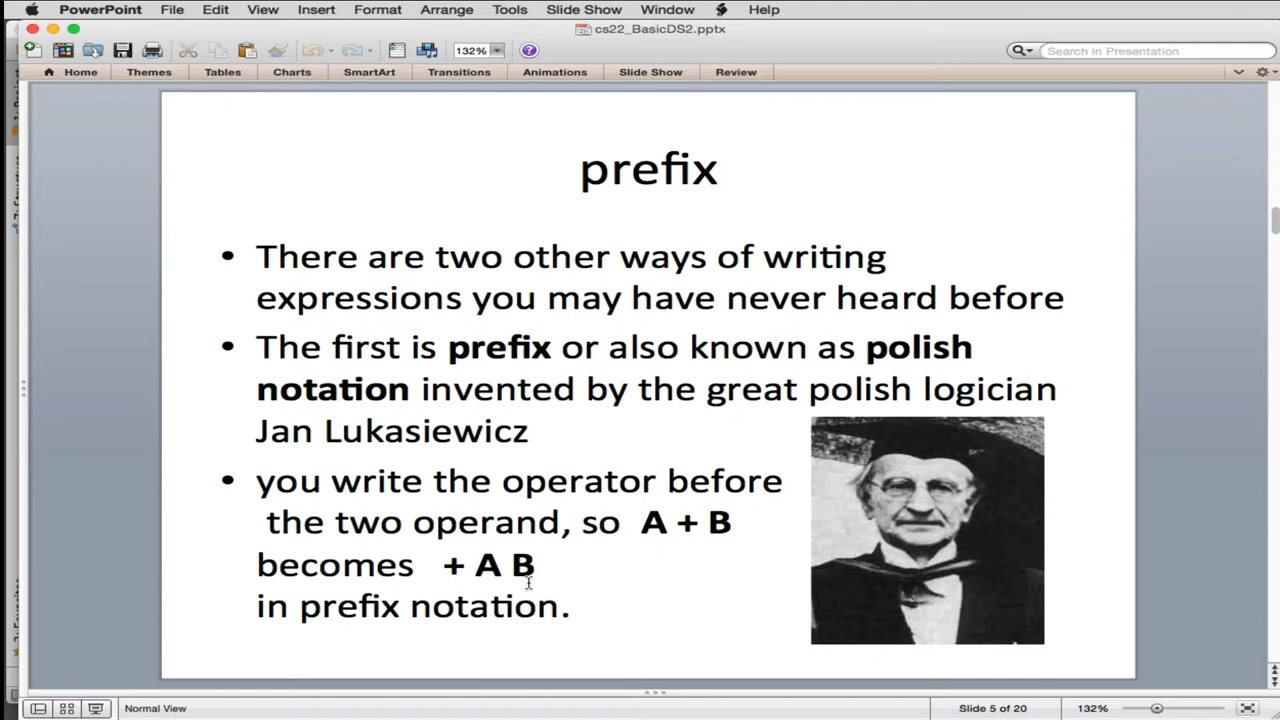 PowerPoint File Edit View Insert Format Arrange Tools Slide Show Window Help
cs22_BasicDS2.pptx
132% Search in Presentation
Home Themes Tables Charts SmartArt Transitions Animations Slide Show Review
prefix
• There are two other ways of writing
expressions you may have never heard before
• The first is prefix or also known as polish
notation invented by the great polish logician
Jan Lukasiewicz
• you write the operator before
the two operand, so A + B
becomes + A B
in prefix notation.
Normal View Slide 5 of 20 132%